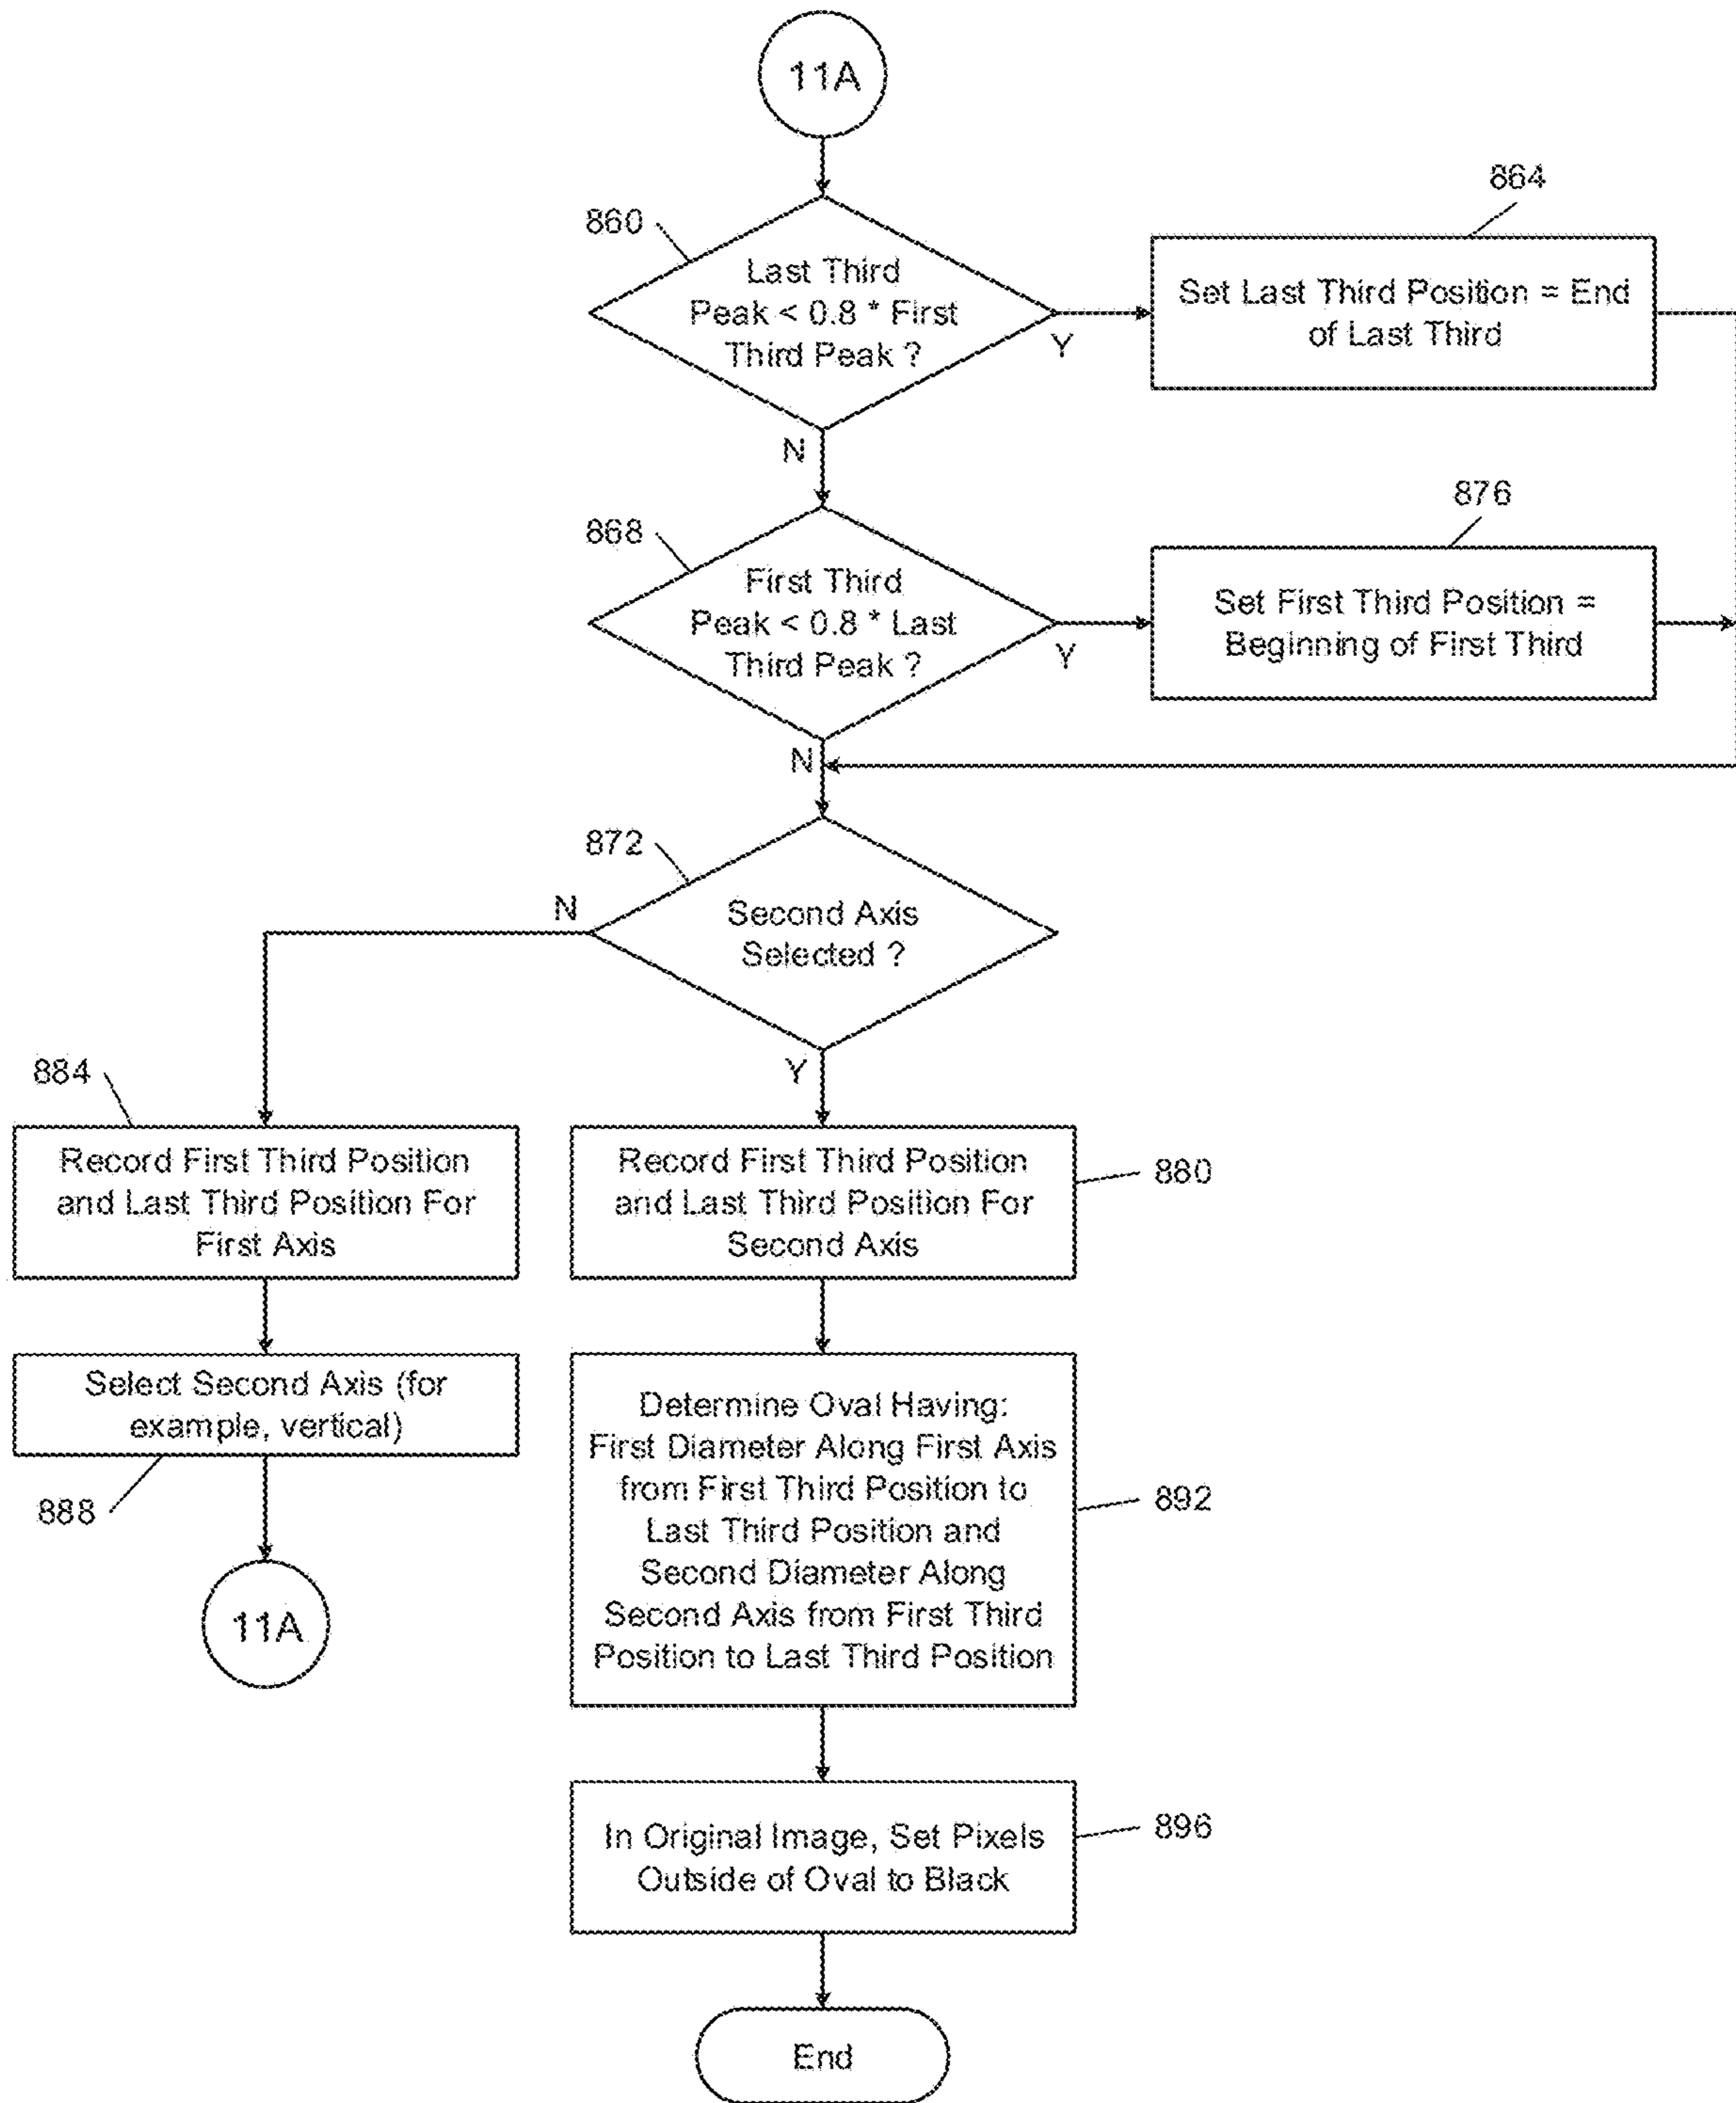 11A
860
Last Third
Peak < 0.8 * First
Third Peak ?
Y
N
864
Set Last Third Position = End
of Last Third
868
First Third
Peak < 0.8 * Last
Third Peak ?
Y
N
876
Set First Third Position =
Beginning of First Third
872
Second Axis
Selected ?
N
Y
884
Record First Third Position
and Last Third Position For
First Axis
880
Record First Third Position
and Last Third Position For
Second Axis
Select Second Axis (for
example, vertical)
888
11A
Determine Oval Having:
First Diameter Along First Axis
from First Third Position to
Last Third Position and
Second Diameter Along
Second Axis from First Third
Position to Last Third Position
892
In Original Image, Set Pixels
Outside of Oval to Black
896
End